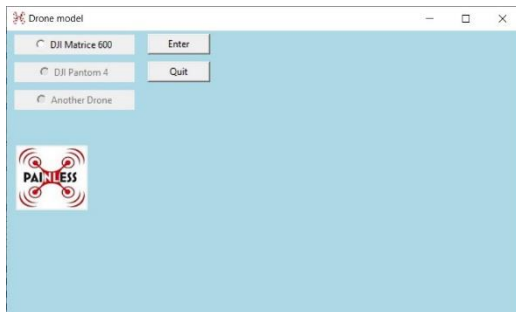 Drone model
DJI Matrice 600
Enter
DJI Pantom 4
Quit
Another Drone
PAINLESS